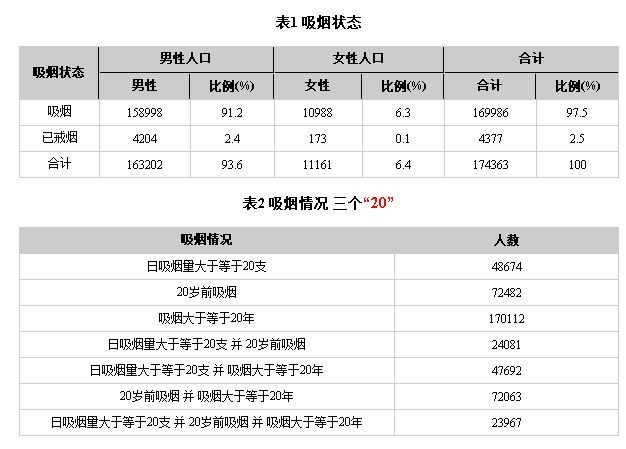 表1 吸烟状态
吸烟状态 男性人口 女性人口 合计
男性 比例(%) 女性 比例(%) 合计 比例(%)
吸烟 158998 91.2 10988 6.3 169986 97.5
已戒烟 4204 2.4 173 0.1 4377 2.5
合计 163202 93.6 11161 6.4 174363 100
表2 吸烟情况 三个“20”
吸烟情况 人数
日吸烟量大于等于20支 48674
20岁前吸烟 72482
吸烟大于等于20年 170112
日吸烟量大于等于20支 并 20岁前吸烟 24081
日吸烟量大于等于20支 并 吸烟大于等于20年 47692
20岁前吸烟 并 吸烟大于等于20年 72063
日吸烟量大于等于20支 并 20岁前吸烟 并 吸烟大于等于20年 23967